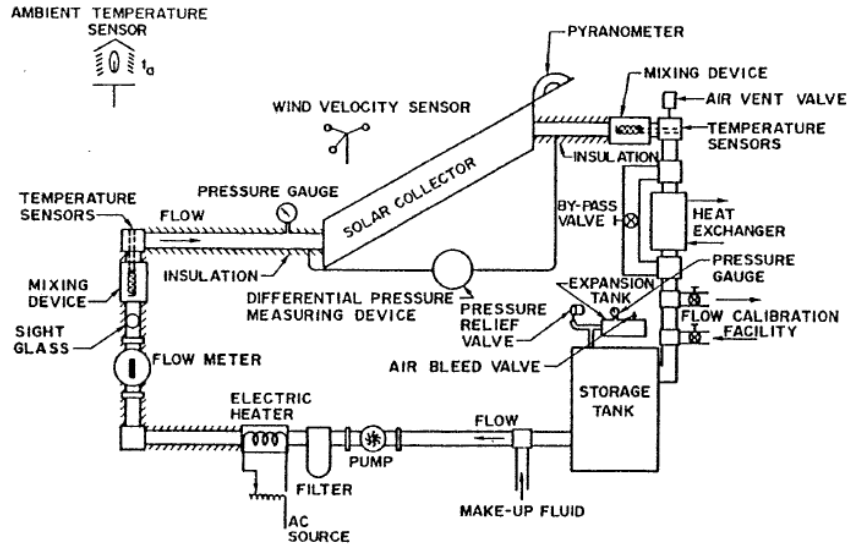 AMBIENT TEMPERATURE
SENSOR
ta
PYRANOMETER
MIXING DEVICE
AIR VENT VALVE
WIND VELOCITY SENSOR
TEMPERATURE
SENSORS
INSULATION
SOLAR COLLECTOR
PRESSURE GAUGE
TEMPERATURE
SENSORS
FLOW
BY-PASS
VALVE
HEAT
EXCHANGER
INSULATION
MIXING
DEVICE
DIFFERENTIAL PRESSURE
MEASURING DEVICE
EXPANSION
TANK
PRESSURE
GAUGE
PRESSURE
RELIEF
VALVE
FLOW CALIBRATION
FACILITY
SIGHT
GLASS
FLOW METER
AIR BLEED VALVE
STORAGE
TANK
ELECTRIC
HEATER
FLOW
PUMP
FILTER
MAKE-UP FLUID
AC
SOURCE